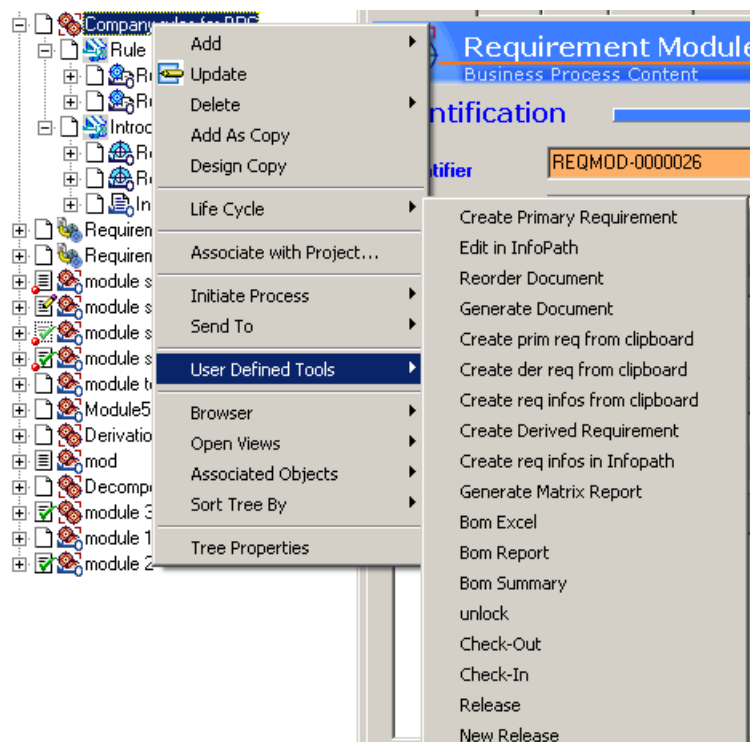 Company rules for
Rule
Introd
Requiren
Requiren
module s
module s
module s
module s
module t
Module5
Derivatio
mod
Decomp
module 3
module 1
module 2
Add
Update
Delete
Add As Copy
Design Copy
Life Cycle
Associate with Project...
Initiate Process
Send To
User Defined Tools
Browser
Open Views
Associated Objects
Sort Tree By
Tree Properties
Requirement Module
Business Process Content
ntification
tifier
REQMOD-0000026
Create Primary Requirement
Edit in InfoPath
Reorder Document
Generate Document
Create prim req from clipboard
Create der req from clipboard
Create req infos from clipboard
Create Derived Requirement
Create req infos in Infopath
Generate Matrix Report
Bom Excel
Bom Report
Bom Summary
unlock
Check-Out
Check-In
Release
New Release